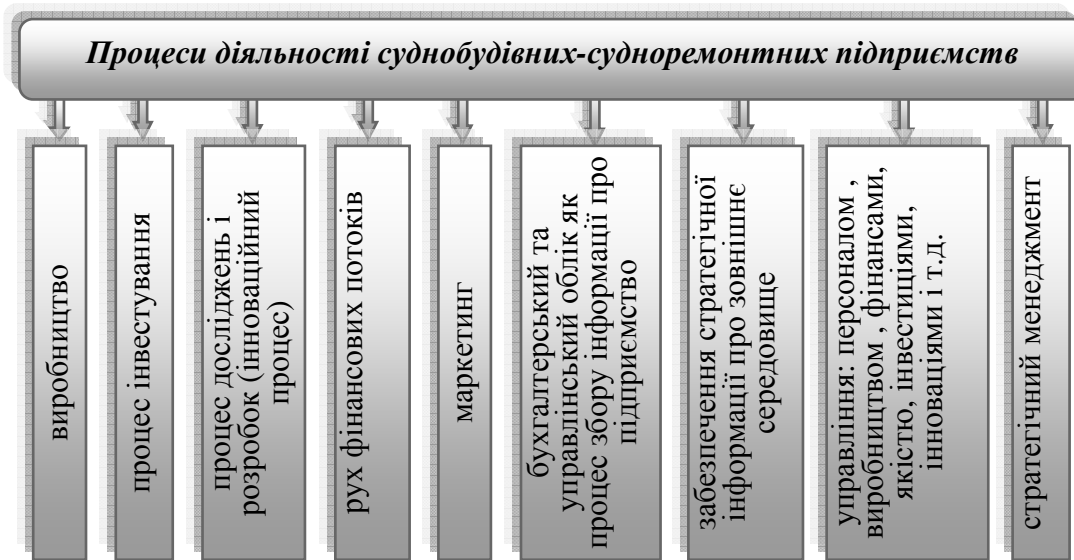 Процеси діяльності суднобудівних-судноремонтних підприємств
виробництво
процес інвестування
процес досліджень і
розробок (інноваційний
процес)
рух фінансових потоків
маркетинг
бухгалтерський та
управлінський облік як
процес збору інформації про
підприємство
забезпечення стратегічної
інформації про зовнішнє
середовище
управління: персоналом ,
виробництвом , фінансами,
якістю, інвестиціями,
інноваціями і т.д.
стратегічний менеджмент